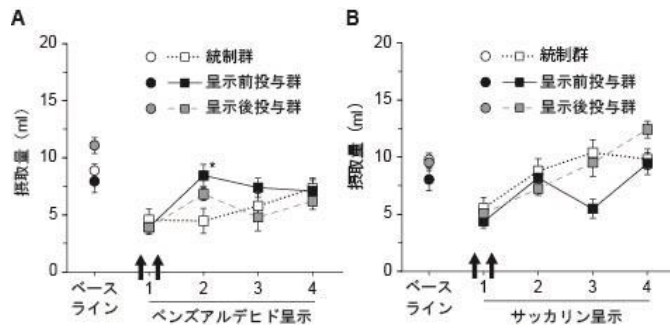 A
20
15
10
5
0
摂取量（ml）
統制群
呈示前投与群
呈示後投与群
*
ベース
ライン
1
2
3
4
ベンズアルデヒド呈示
B
20
15
10
5
0
摂取量（ml）
統制群
呈示前投与群
呈示後投与群
ベース
ライン
1
2
3
4
サッカリン呈示